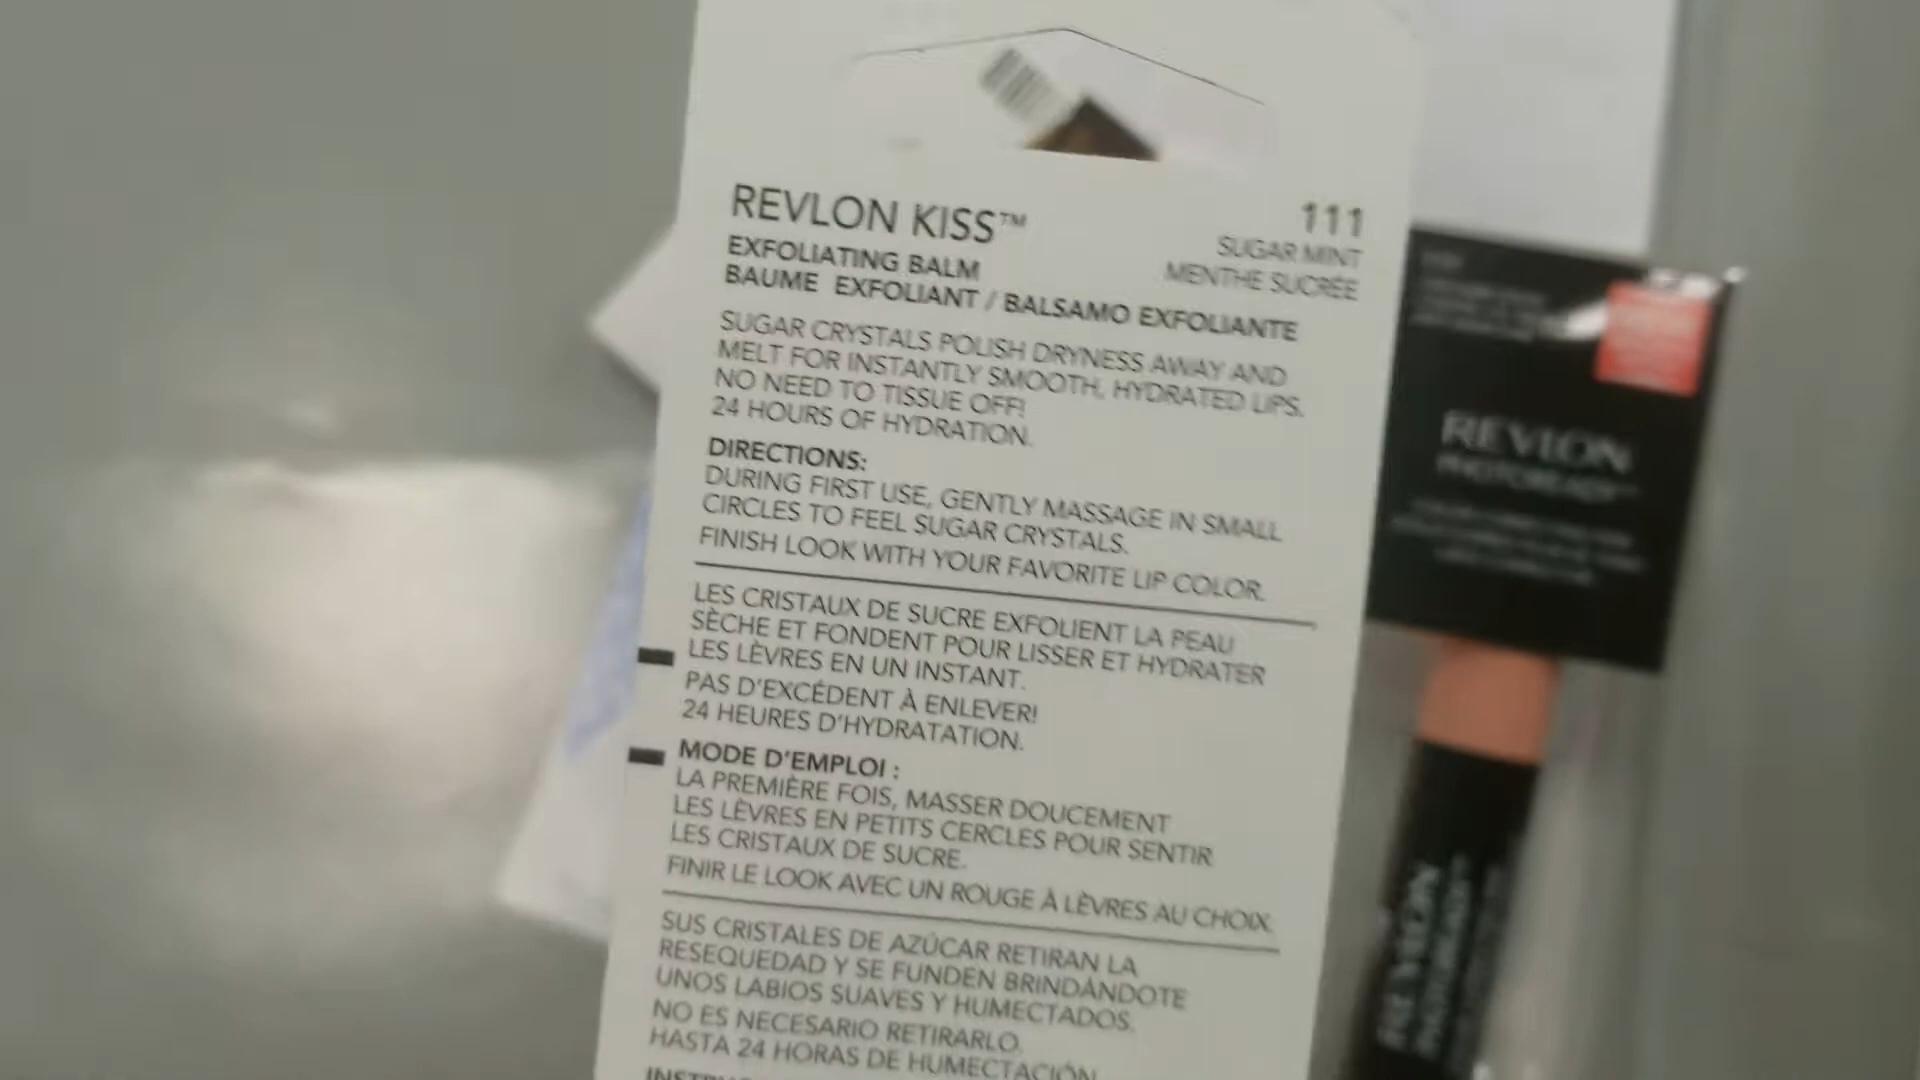 REVLON KISS™
111
SUGAR MINT
MENTHE SUCRÉE
EXFOLIATING BALM
BAUME EXFOLIANT / BALSAMO EXFOLIANTE
SUGAR CRYSTALS POLISH DRYNESS AWAY AND
MELT FOR INSTANTLY SMOOTH, HYDRATED LIPS.
NO NEED TO TISSUE OFF!
24 HOURS OF HYDRATION.
DIRECTIONS:
DURING FIRST USE, GENTLY MASSAGE IN SMALL
CIRCLES TO FEEL SUGAR CRYSTALS.
FINISH LOOK WITH YOUR FAVORITE LIP COLOR.
LES CRISTAUX DE SUCRE EXFOLIENT LA PEAU
SÈCHE ET FONDENT POUR LISSER ET HYDRATER
LES LÈVRES EN UN INSTANT.
PAS D'EXCÉDENT À ENLEVER!
24 HEURES D'HYDRATATION.
MODE D'EMPLOI :
LA PREMIÈRE FOIS, MASSER DOUCEMENT
LES LÈVRES EN PETITS CERCLES POUR SENTIR
LES CRISTAUX DE SUCRE.
FINIR LE LOOK AVEC UN ROUGE À LÈVRES AU CHOIX.
SUS CRISTALES DE AZÚCAR RETIRAN LA
RESEQUEDAD Y SE FUNDEN BRINDÁNDOTE
UNOS LABIOS SUAVES Y HUMECTADOS.
NO ES NECESARIO RETIRARLO.
HASTA 24 HORAS DE HUMECTACIÓN
REVLON
PHOTOREADY™
REVLON
PHOTOREADY™